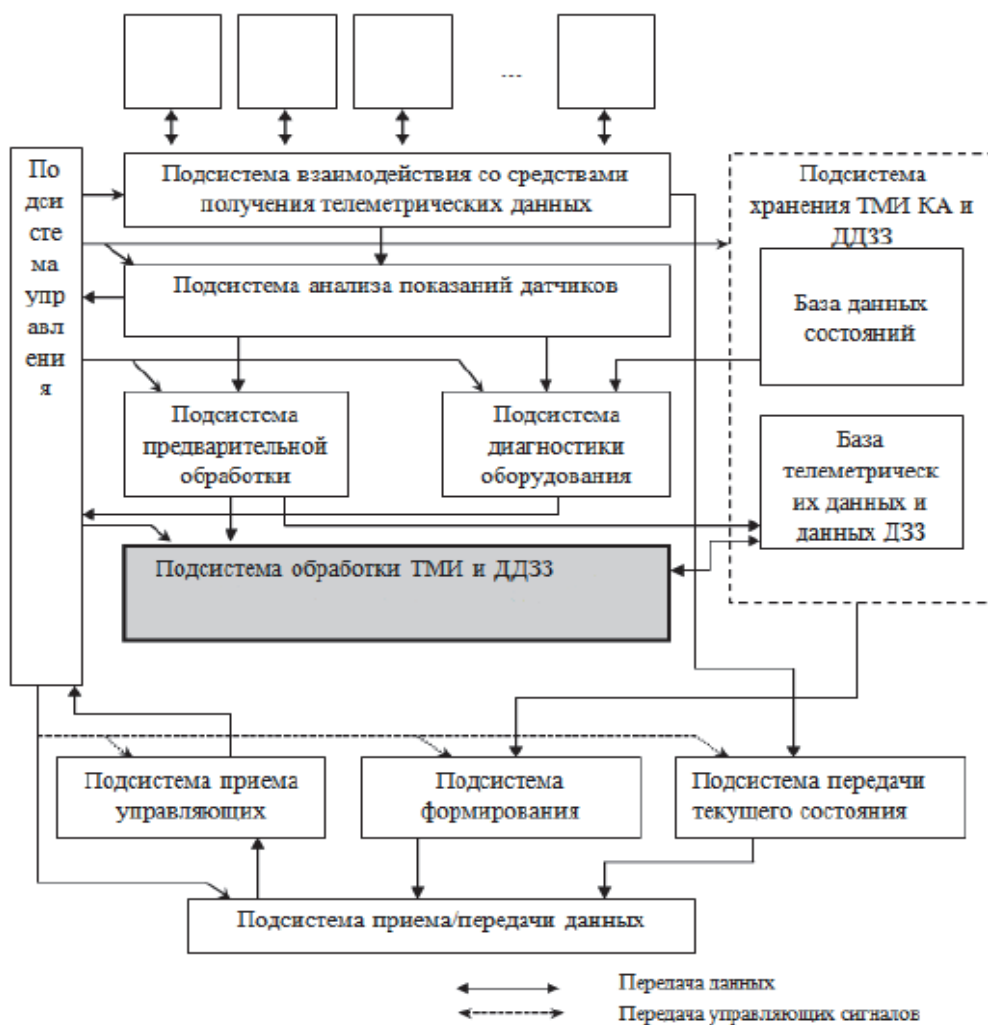 ...
По
дси
сте
ма
упр
авл
ени
я
Подсистема взаимодействия со средствами
получения телеметрических данных
Подсистема
хранения ТМИ КА и
ДДЗЗ
Подсистема анализа показаний датчиков
База данных
состояний
Подсистема
предварительной
обработки
Подсистема
диагностики
оборудования
База
телеметрическ
их данных и
данных ДЗЗ
Подсистема обработки ТМИ и ДДЗЗ
Подсистема приема
управляющих
Подсистема
формирования
Подсистема передачи
текущего состояния
Подсистема приема/передачи данных
Передача данных
Передача управляющих сигналов